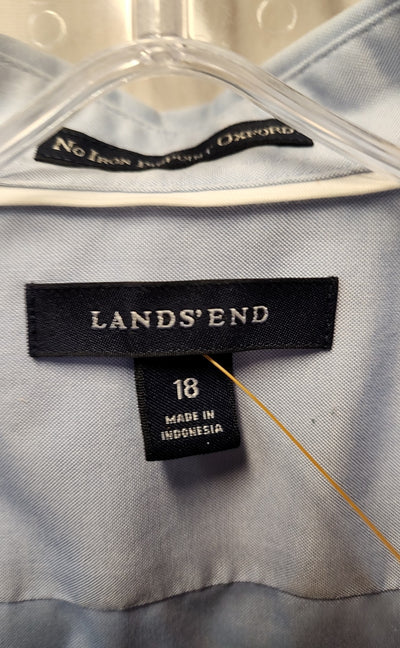 No Iron Pinpoint Oxford
LANDS' END
18
MADE IN
INDONESIA